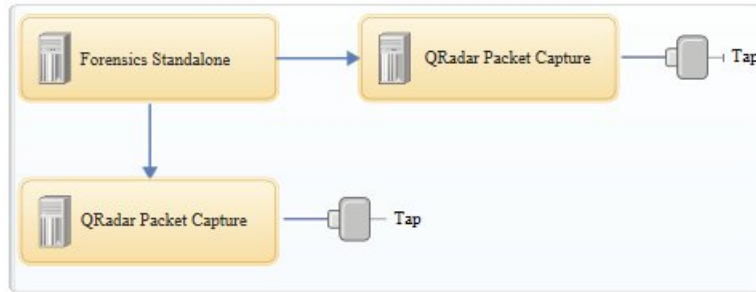 Forensics Standalone
QRadar Packet Capture
Tap
QRadar Packet Capture
Tap